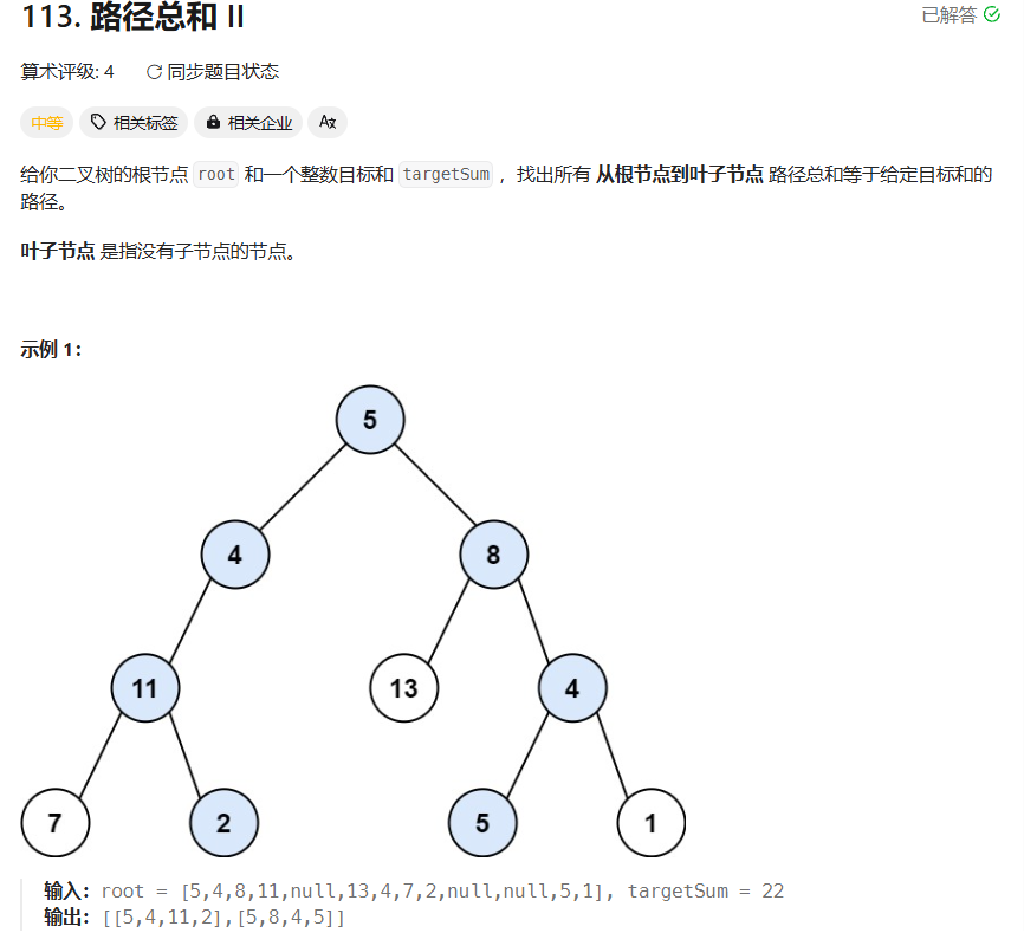 113. 路径总和 II
已解答
算术评级: 4 同步题目状态
中等 相关标签 相关企业 Aあ
给你二叉树的根节点 root 和一个整数目标和 targetSum ，找出所有 从根节点到叶子节点 路径总和等于给定目标和的
路径。
叶子节点 是指没有子节点的节点。
示例 1：
5
4 8
11 13 4
7 2 5 1
输入：root = [5,4,8,11,null,13,4,7,2,null,null,5,1], targetSum = 22
输出：[[5,4,11,2],[5,8,4,5]]